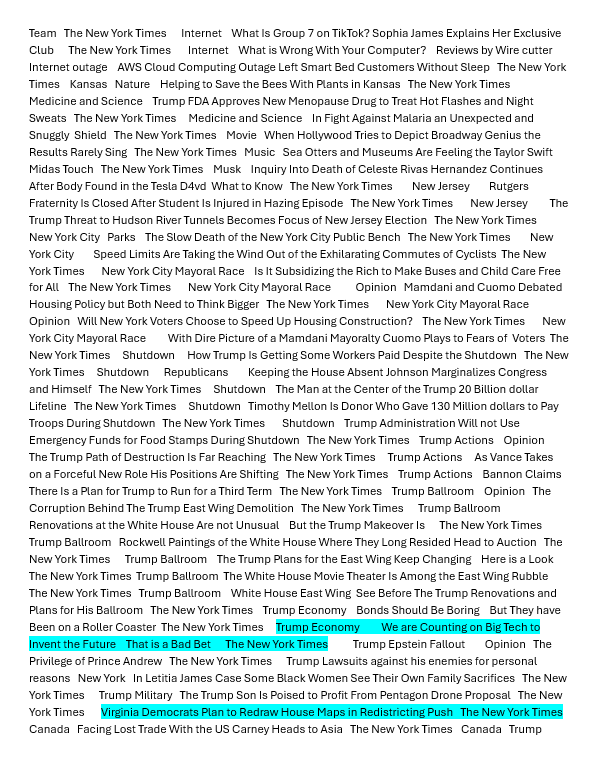 Team The New York Times Internet What Is Group 7 on TikTok? Sophia James Explains Her Exclusive
Club The New York Times Internet What is Wrong With Your Computer? Reviews by Wire cutter
Internet outage AWS Cloud Computing Outage Left Smart Bed Customers Without Sleep The New York
Times Kansas Nature Helping to Save the Bees With Plants in Kansas The New York Times
Medicine and Science Trump FDA Approves New Menopause Drug to Treat Hot Flashes and Night
Sweats The New York Times Medicine and Science In Fight Against Malaria an Unexpected and
Snuggly Shield The New York Times Movie When Hollywood Tries to Depict Broadway Genius the
Results Rarely Sing The New York Times Music Sea Otters and Museums Are Feeling the Taylor Swift
Midas Touch The New York Times Musk Inquiry Into Death of Celeste Rivas Hernandez Continues
After Body Found in the Tesla D4vd What to Know The New York Times New Jersey Rutgers
Fraternity Is Closed After Student Is Injured in Hazing Episode The New York Times New Jersey The
Trump Threat to Hudson River Tunnels Becomes Focus of New Jersey Election The New York Times
New York City Parks The Slow Death of the New York City Public Bench The New York Times New
York City Speed Limits Are Taking the Wind Out of the Exhilarating Commutes of Cyclists The New
York Times New York City Mayoral Race Is It Subsidizing the Rich to Make Buses and Child Care Free
for All The New York Times New York City Mayoral Race Opinion Mamdani and Cuomo Debated
Housing Policy but Both Need to Think Bigger The New York Times New York City Mayoral Race
Opinion Will New York Voters Choose to Speed Up Housing Construction? The New York Times New
York City Mayoral Race With Dire Picture of a Mamdani Mayoralty Cuomo Plays to Fears of Voters The
New York Times Shutdown How Trump Is Getting Some Workers Paid Despite the Shutdown The New
York Times Shutdown Republicans Keeping the House Absent Johnson Marginalizes Congress
and Himself The New York Times Shutdown The Man at the Center of the Trump 20 Billion dollar
Lifeline The New York Times Shutdown Timothy Mellon Is Donor Who Gave 130 Million dollars to Pay
Troops During Shutdown The New York Times Shutdown Trump Administration Will not Use
Emergency Funds for Food Stamps During Shutdown The New York Times Trump Actions Opinion
The Trump Path of Destruction Is Far Reaching The New York Times Trump Actions As Vance Takes
on a Forceful New Role His Positions Are Shifting The New York Times Trump Actions Bannon Claims
There Is a Plan for Trump to Run for a Third Term The New York Times Trump Ballroom Opinion The
Corruption Behind The Trump East Wing Demolition The New York Times Trump Ballroom
Renovations at the White House Are not Unusual But the Trump Makeover Is The New York Times
Trump Ballroom Rockwell Paintings of the White House Where They Long Resided Head to Auction The
New York Times Trump Ballroom The Trump Plans for the East Wing Keep Changing Here is a Look
The New York Times Trump Ballroom The White House Movie Theater Is Among the East Wing Rubble
The New York Times Trump Ballroom White House East Wing See Before The Trump Renovations and
Plans for His Ballroom The New York Times Trump Economy Bonds Should Be Boring But They have
Been on a Roller Coaster The New York Times Trump Economy We are Counting on Big Tech to
Invent the Future That is a Bad Bet The New York Times Trump Epstein Fallout Opinion The
Privilege of Prince Andrew The New York Times Trump Lawsuits against his enemies for personal
reasons New York In Letitia James Case Some Black Women See Their Own Family Sacrifices The New
York Times Trump Military The Trump Son Is Poised to Profit From Pentagon Drone Proposal The New
York Times Virginia Democrats Plan to Redraw House Maps in Redistricting Push The New York Times
Canada Facing Lost Trade With the US Carney Heads to Asia The New York Times Canada Trump